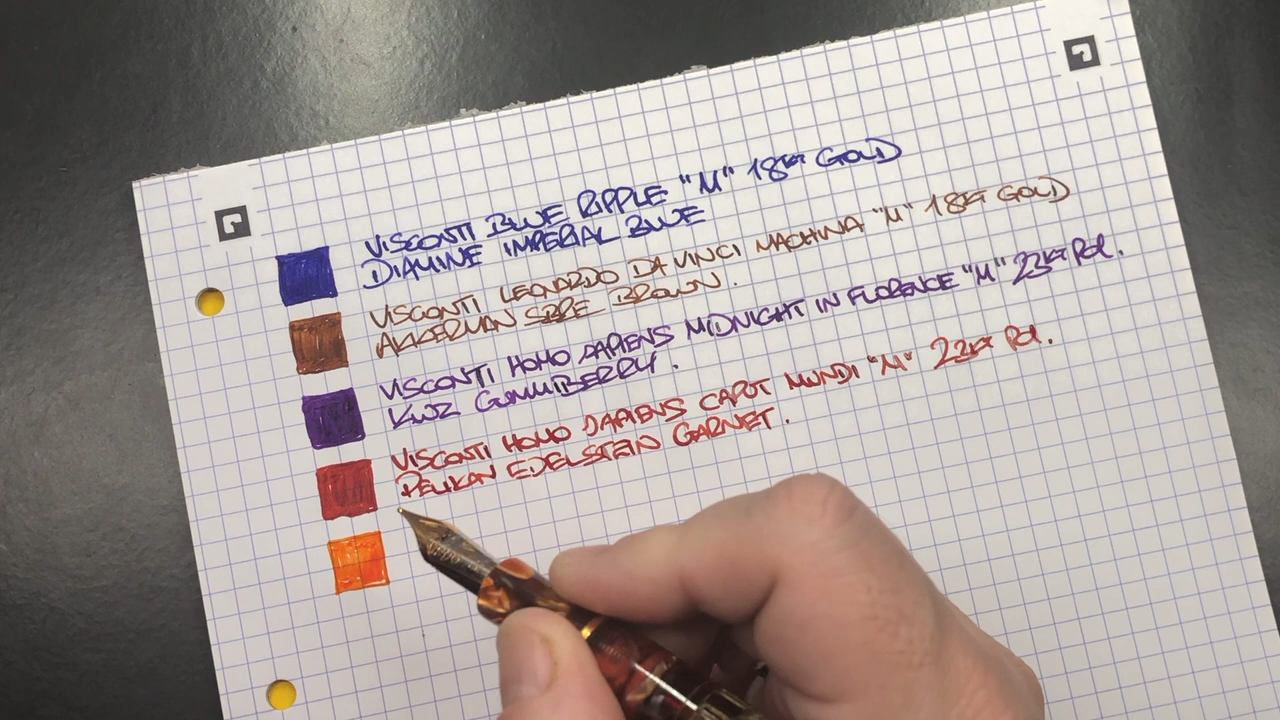 VISCONTI BLUE RIPPLE "M" 18KT GOLD
DIAMINE IMPERIAL BLUE
VISCONTI LEONARDO DA VINCI MACHINA "M" 18KT GOLD
AKKERMAN SBRE BROWN.
VISCONTI HOMO SAPIENS MIDNIGHT IN FLORENCE "M" 23KT Pd.
KWZ GUMMIBERRY.
VISCONTI HOMO SAPIENS CAPUT MUNDI "M" 23KT Pd.
PELIKAN EDELSTEIN GARNET.